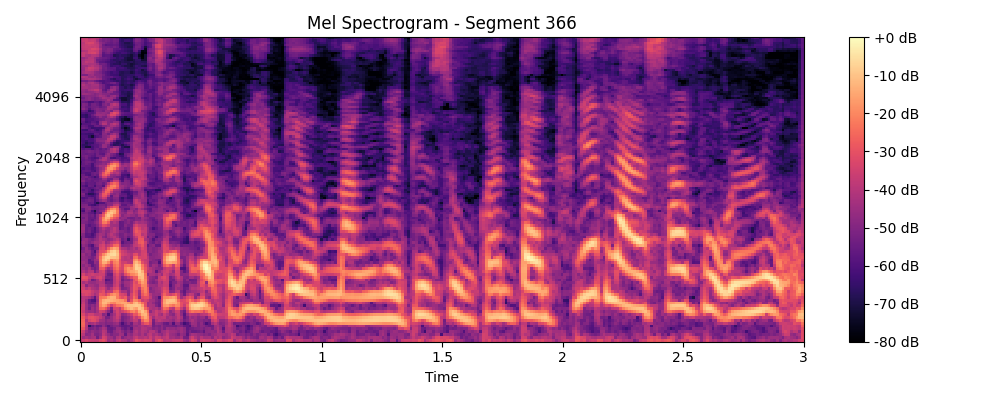 Mel Spectrogram - Segment 366
Frequency
4096
2048
1024
512
0
0
0.5
1
1.5
2
2.5
3
Time
+0 dB
-10 dB
-20 dB
-30 dB
-40 dB
-50 dB
-60 dB
-70 dB
-80 dB